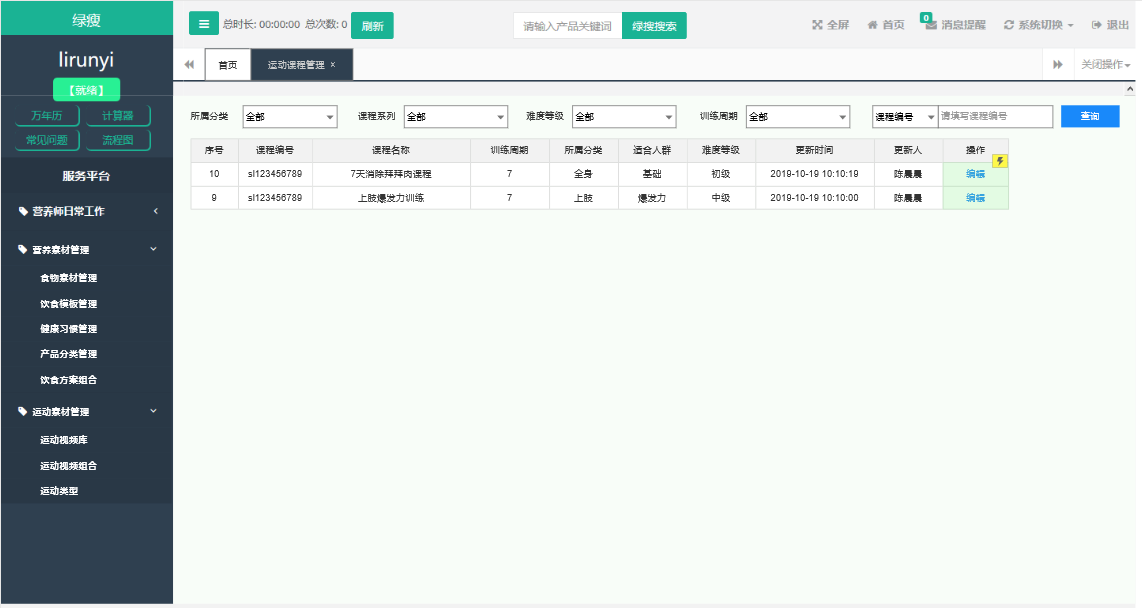 绿瘦
lirunyi
【就绪】
万年历 计算器
常见问题 流程图
服务平台
营养师日常工作
营养素材管理
食物素材管理
饮食模板管理
健康习惯管理
产品分类管理
饮食方案组合
运动素材管理
运动视频库
运动视频组合
运动类型
总时长: 00:00:00 总次数: 0 刷新 请输入产品关键词 绿搜搜索 全屏 首页 0 消息提醒 系统切换 退出
首页 运动课程管理 × 关闭操作
所属分类 全部 课程系列 全部 难度等级 全部 训练周期 全部 课程编号 请填写课程编号 查询
序号 课程编号 课程名称 训练周期 所属分类 适合人群 难度等级 更新时间 更新人 操作
10 sl123456789 7天消除拜拜肉课程 7 全身 基础 初级 2019-10-19 10:10:19 陈晨晨 编辑
9 sl123456789 上肢爆发力训练 7 上肢 爆发力 中级 2019-10-19 10:10:00 陈晨晨 编辑